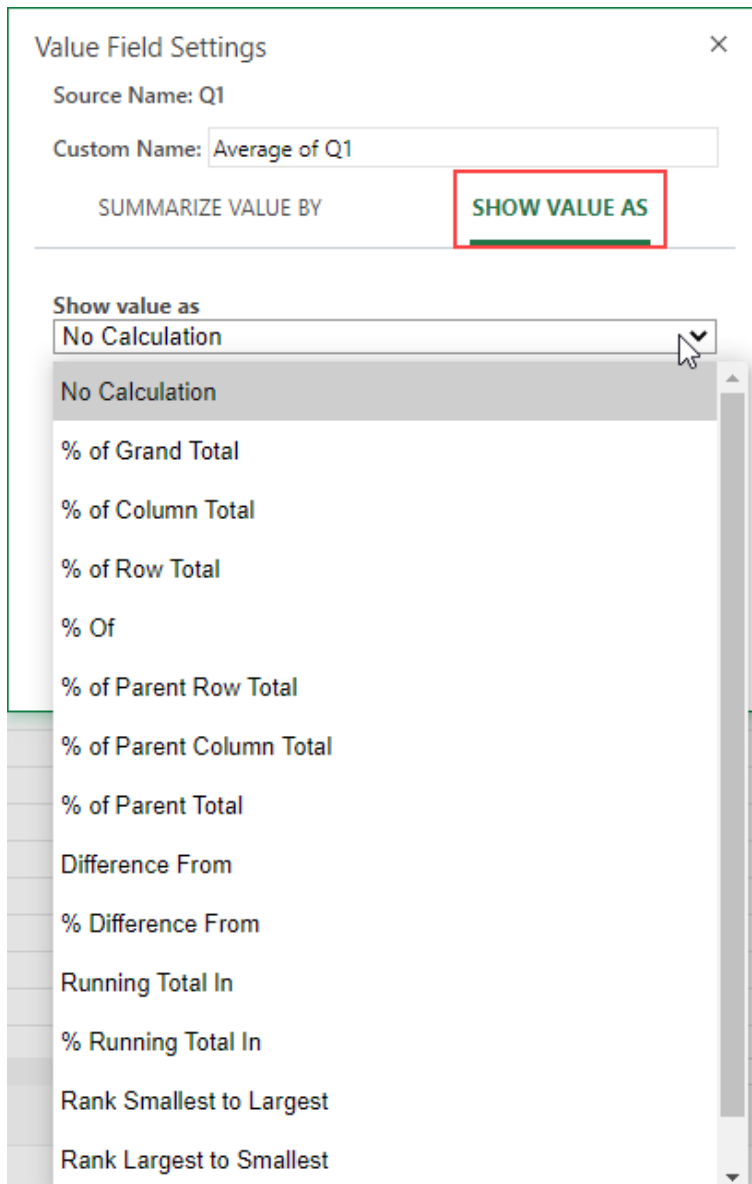 Value Field Settings
Source Name: Q1
Custom Name: Average of Q1
SUMMARIZE VALUE BY SHOW VALUE AS
Show value as
No Calculation
No Calculation
% of Grand Total
% of Column Total
% of Row Total
% Of
% of Parent Row Total
% of Parent Column Total
% of Parent Total
Difference From
% Difference From
Running Total In
% Running Total In
Rank Smallest to Largest
Rank Largest to Smallest